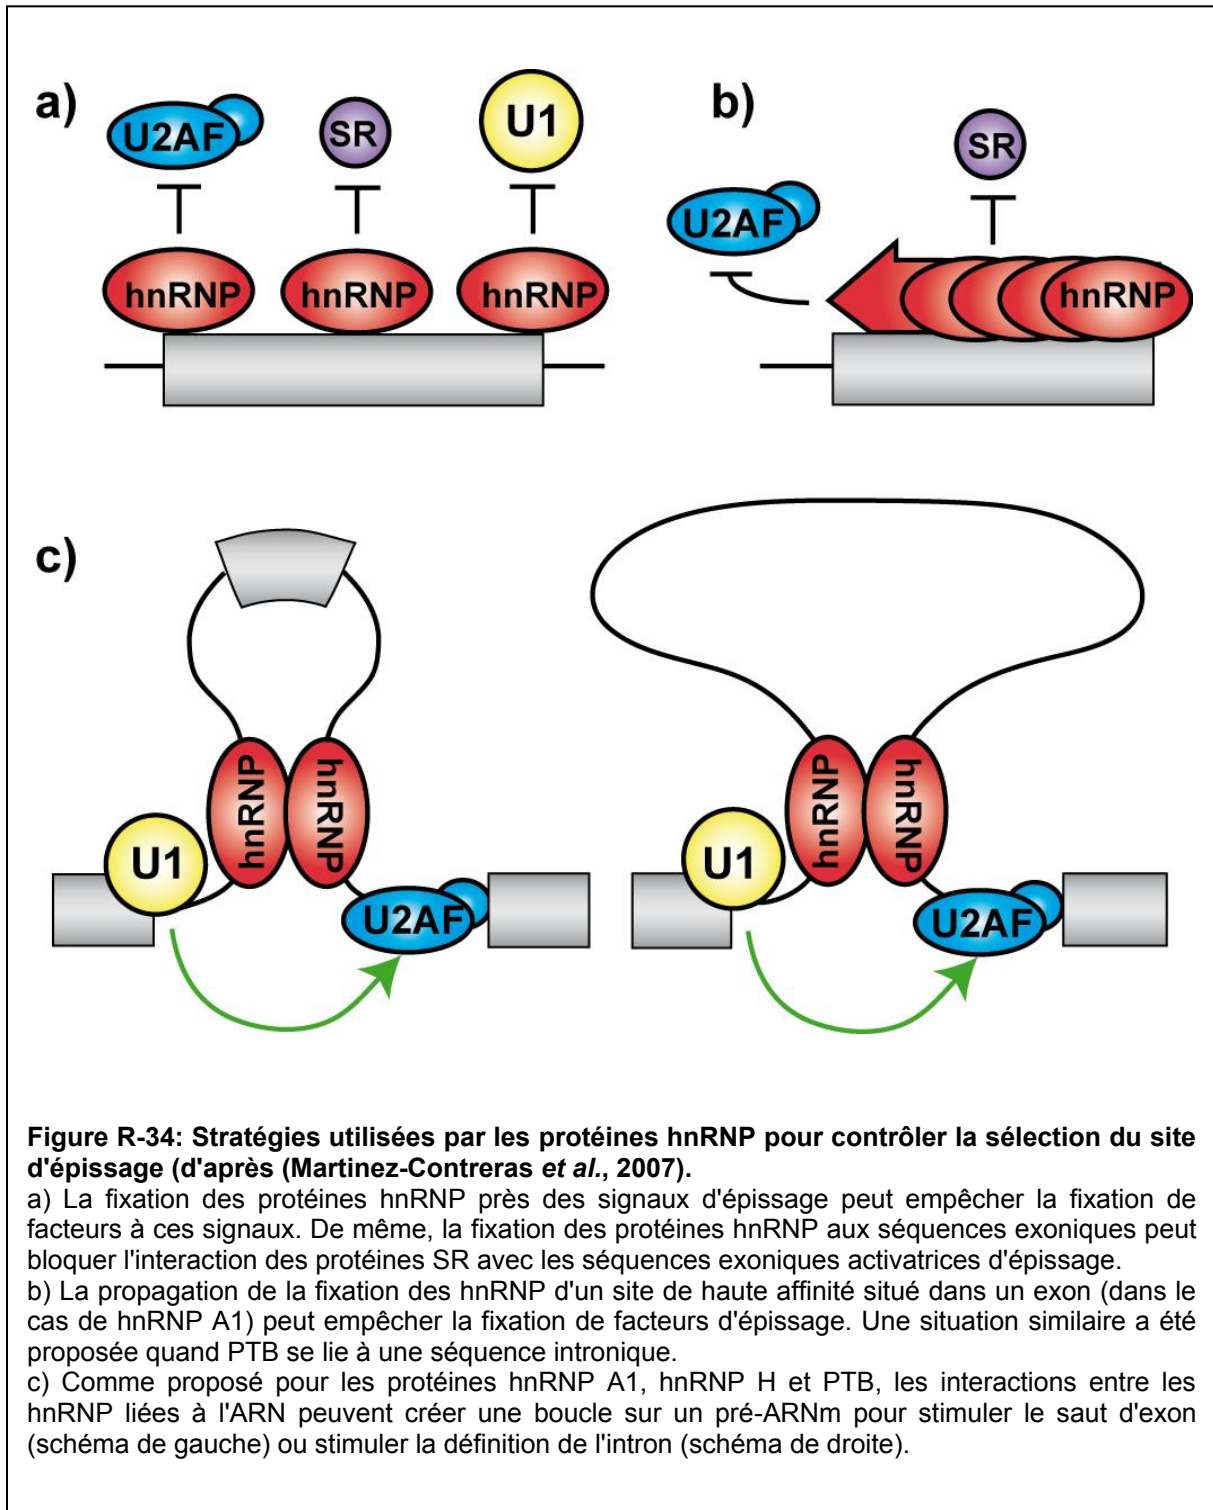 a)
U2AF
SR
U1
hnRNP
hnRNP
hnRNP
b)
SR
U2AF
hnRNP
c)
hnRNP
hnRNP
U1
U2AF
hnRNP
hnRNP
U1
U2AF
Figure R-34: Stratégies utilisées par les protéines hnRNP pour contrôler la sélection du site
d'épissage (d'après (Martinez-Contreras et al., 2007).
a) La fixation des protéines hnRNP près des signaux d'épissage peut empêcher la fixation de
facteurs à ces signaux. De même, la fixation des protéines hnRNP aux séquences exoniques peut
bloquer l'interaction des protéines SR avec les séquences exoniques activatrices d'épissage.
b) La propagation de la fixation des hnRNP d'un site de haute affinité situé dans un exon (dans le
cas de hnRNP A1) peut empêcher la fixation de facteurs d'épissage. Une situation similaire a été
proposée quand PTB se lie à une séquence intronique.
c) Comme proposé pour les protéines hnRNP A1, hnRNP H et PTB, les interactions entre les
hnRNP liées à l'ARN peuvent créer une boucle sur un pré-ARNm pour stimuler le saut d'exon
(schéma de gauche) ou stimuler la définition de l'intron (schéma de droite).